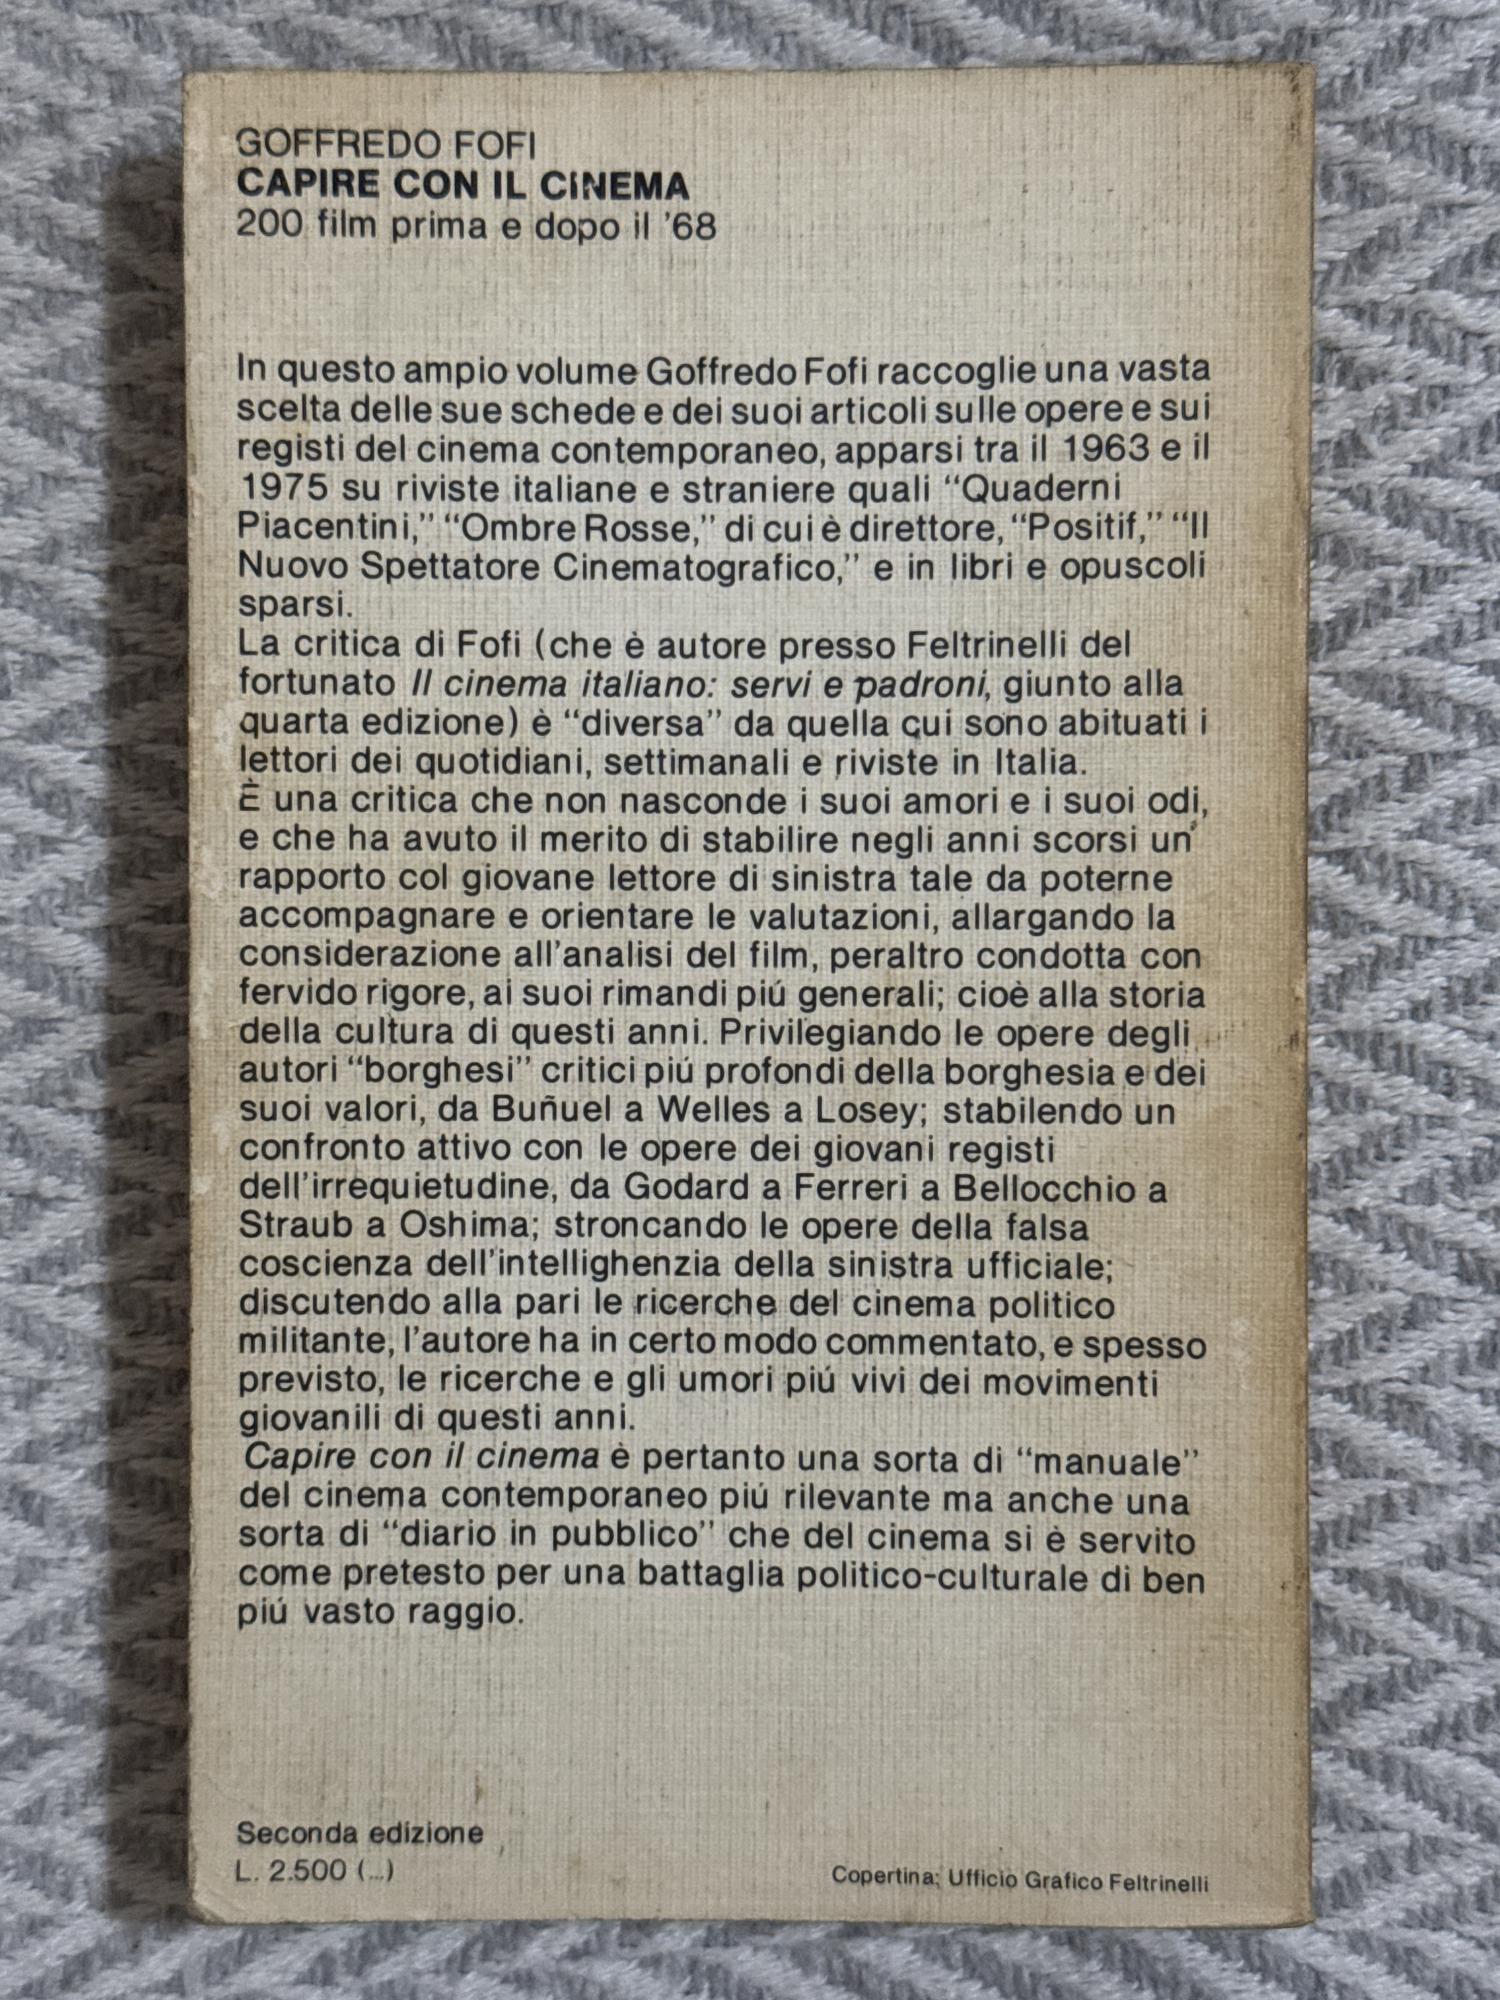 GOFFREDO FOFI
CAPIRE CON IL CINEMA
200 film prima e dopo il '68
In questo ampio volume Goffredo Fofi raccoglie una vasta
scelta delle sue schede e dei suoi articoli sulle opere e sui
registi del cinema contemporaneo, apparsi tra il 1963 e il
1975 su riviste italiane e straniere quali “Quaderni
Piacentini,” “Ombre Rosse,” di cui è direttore, “Positif,” “Il
Nuovo Spettatore Cinematografico,” e in libri e opuscoli
sparsi.
La critica di Fofi (che è autore presso Feltrinelli del
fortunato Il cinema italiano: servi e padroni, giunto alla
quarta edizione) è “diversa” da quella cui sono abituati i
lettori dei quotidiani, settimanali e riviste in Italia.
È una critica che non nasconde i suoi amori e i suoi odi,
e che ha avuto il merito di stabilire negli anni scorsi un
rapporto col giovane lettore di sinistra tale da poterne
accompagnare e orientare le valutazioni, allargando la
considerazione all'analisi del film, peraltro condotta con
fervido rigore, ai suoi rimandi piú generali; cioè alla storia
della cultura di questi anni. Privilegiando le opere degli
autori “borghesi” critici piú profondi della borghesia e dei
suoi valori, da Buñuel a Welles a Losey; stabilendo un
confronto attivo con le opere dei giovani registi
dell'irrequietudine, da Godard a Ferreri a Bellocchio a
Straub a Oshima; stroncando le opere della falsa
coscienza dell'intellighenzia della sinistra ufficiale;
discutendo alla pari le ricerche del cinema politico
militante, l'autore ha in certo modo commentato, e spesso
previsto, le ricerche e gli umori piú vivi dei movimenti
giovanili di questi anni.
Capire con il cinema è pertanto una sorta di “manuale”
del cinema contemporaneo piú rilevante ma anche una
sorta di “diario in pubblico” che del cinema si è servito
come pretesto per una battaglia politico-culturale di ben
piú vasto raggio.
Seconda edizione
L. 2.500 (...)
Copertina: Ufficio Grafico Feltrinelli